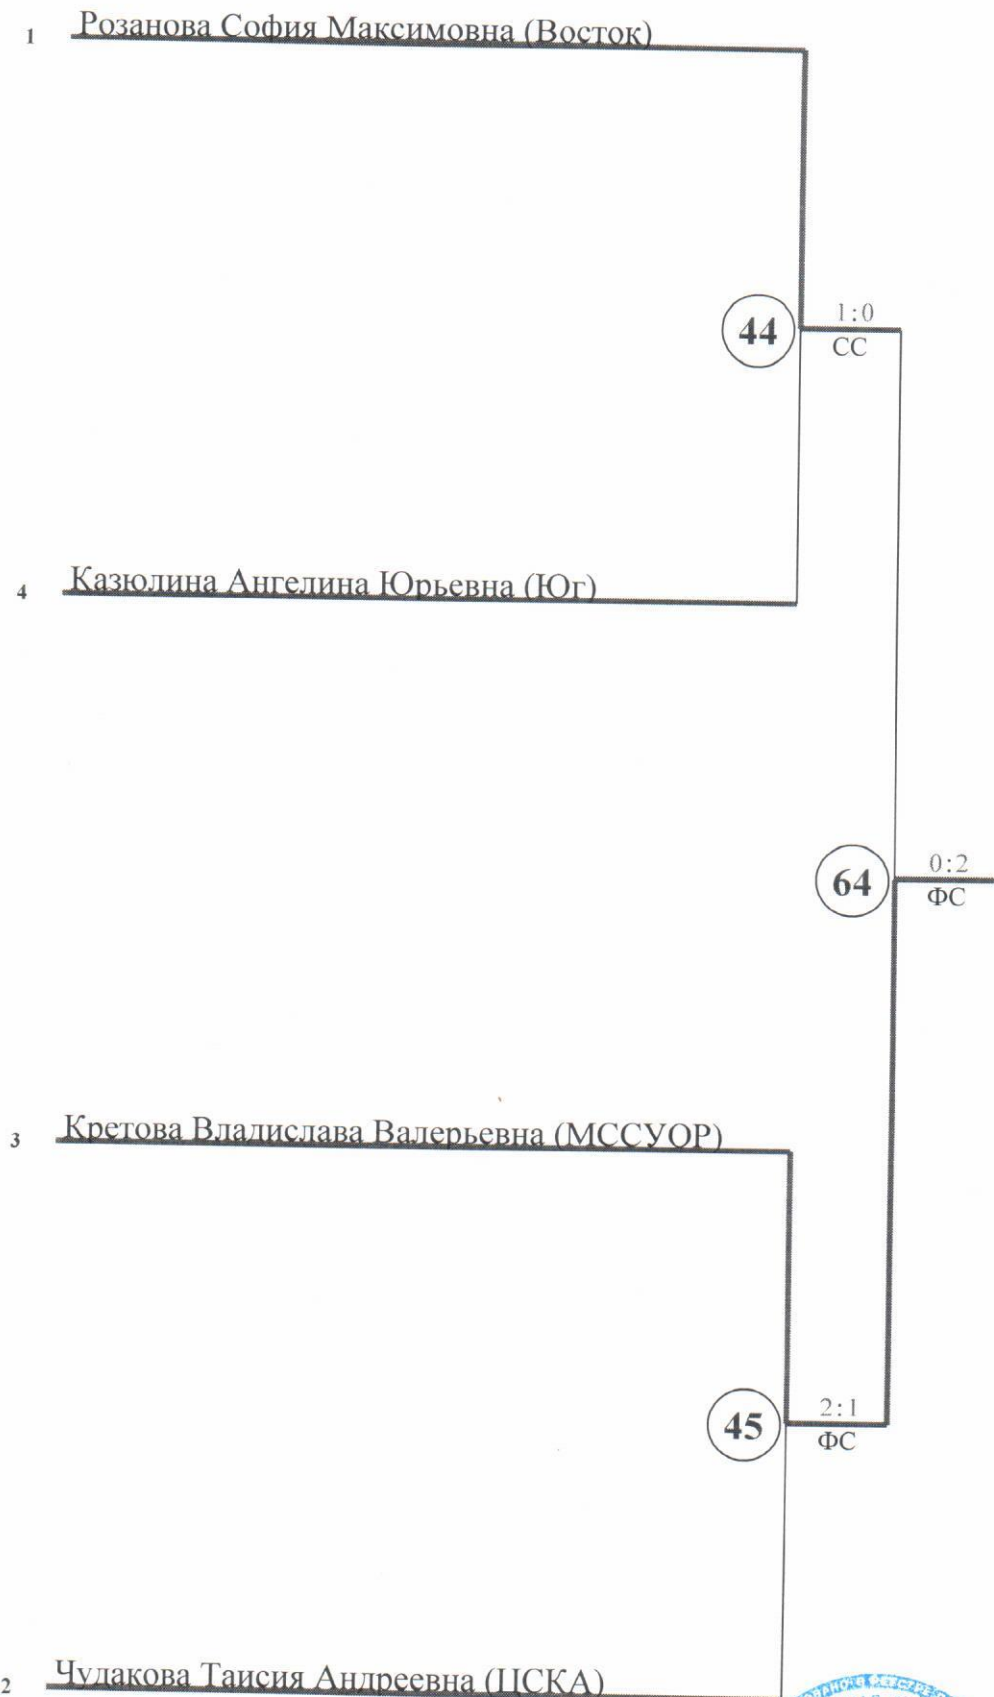 1 Розанова София Максимовна (Восток)
44 1:0
СС
4 Казюлина Ангелина Юрьевна (Юг)
64 0:2
ФС
3 Кретова Владислава Валерьевна (МССУОР)
45 2:1
ФС
2 Чудакова Таисия Андреевна (ЦСКА)